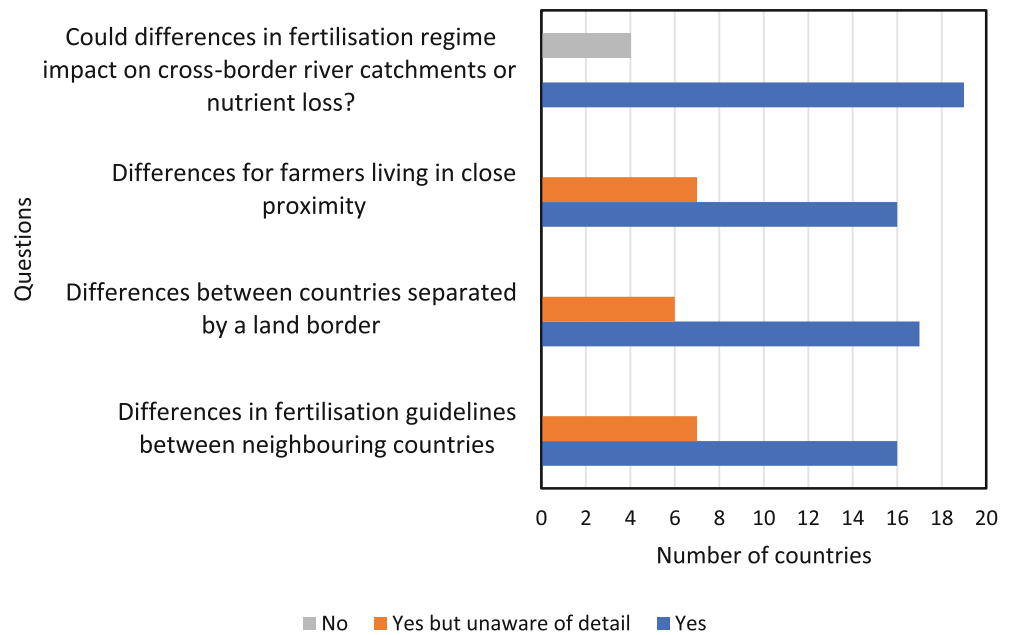 Could differences in fertilisation regime
impact on cross-border river catchments or
nutrient loss?
Differences for farmers living in close
proximity
Questions
Differences between countries separated
by a land border
Differences in fertilisation guidelines
between neighbouring countries
0 2 4 6 8 10 12 14 16 18 20
Number of countries
No Yes but unaware of detail Yes